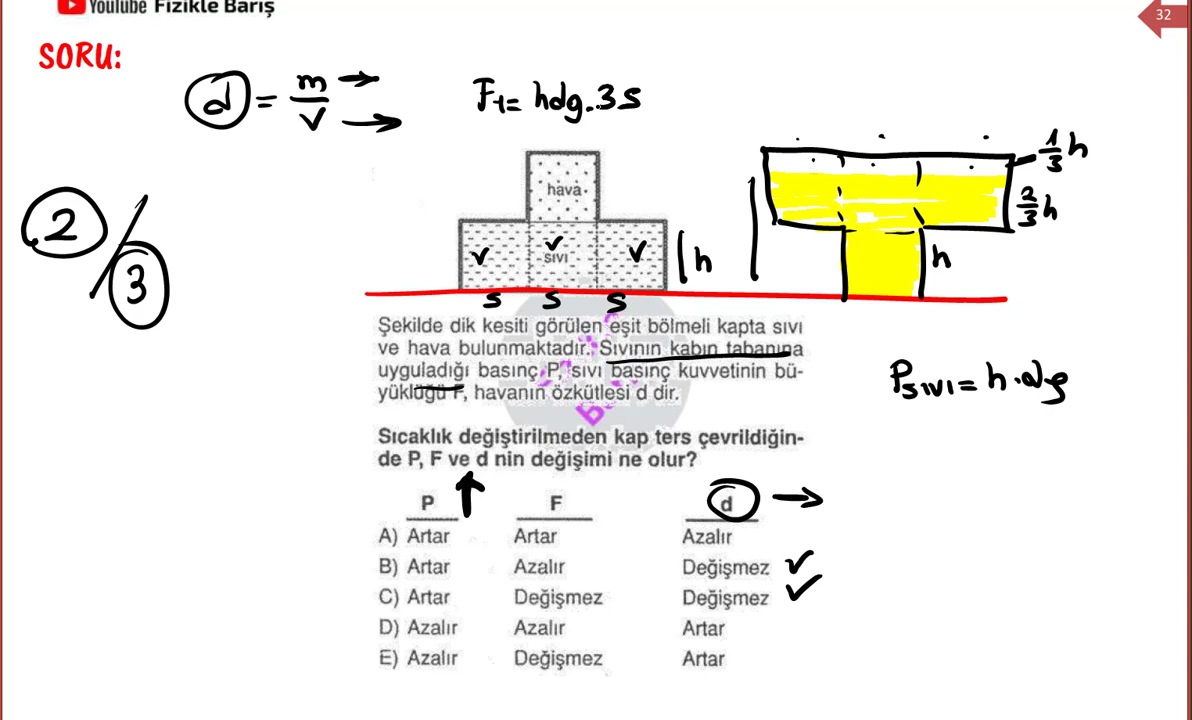 Youtube Fizikle Barış
32
SORU:
d = m/V
F1 = hdg.3s
1/3 h
2/3 h
h
2/3
hava
V V V
sıvı
h
s s s
Şekilde dik kesiti görülen eşit bölmeli kapta sıvı
ve hava bulunmaktadır. Sıvının kabın tabanına
uyguladığı basınç P, sıvı basınç kuvvetinin bü-
yüklüğü F, havanın özkütlesi d dir.
Psıvı = h.dg
Sıcaklık değiştirilmeden kap ters çevrildiğin-
de P, F ve d nin değişimi ne olur?
P F d
A) Artar Artar Azalır
B) Artar Azalır Değişmez
C) Artar Değişmez Değişmez
D) Azalır Azalır Artar
E) Azalır Değişmez Artar